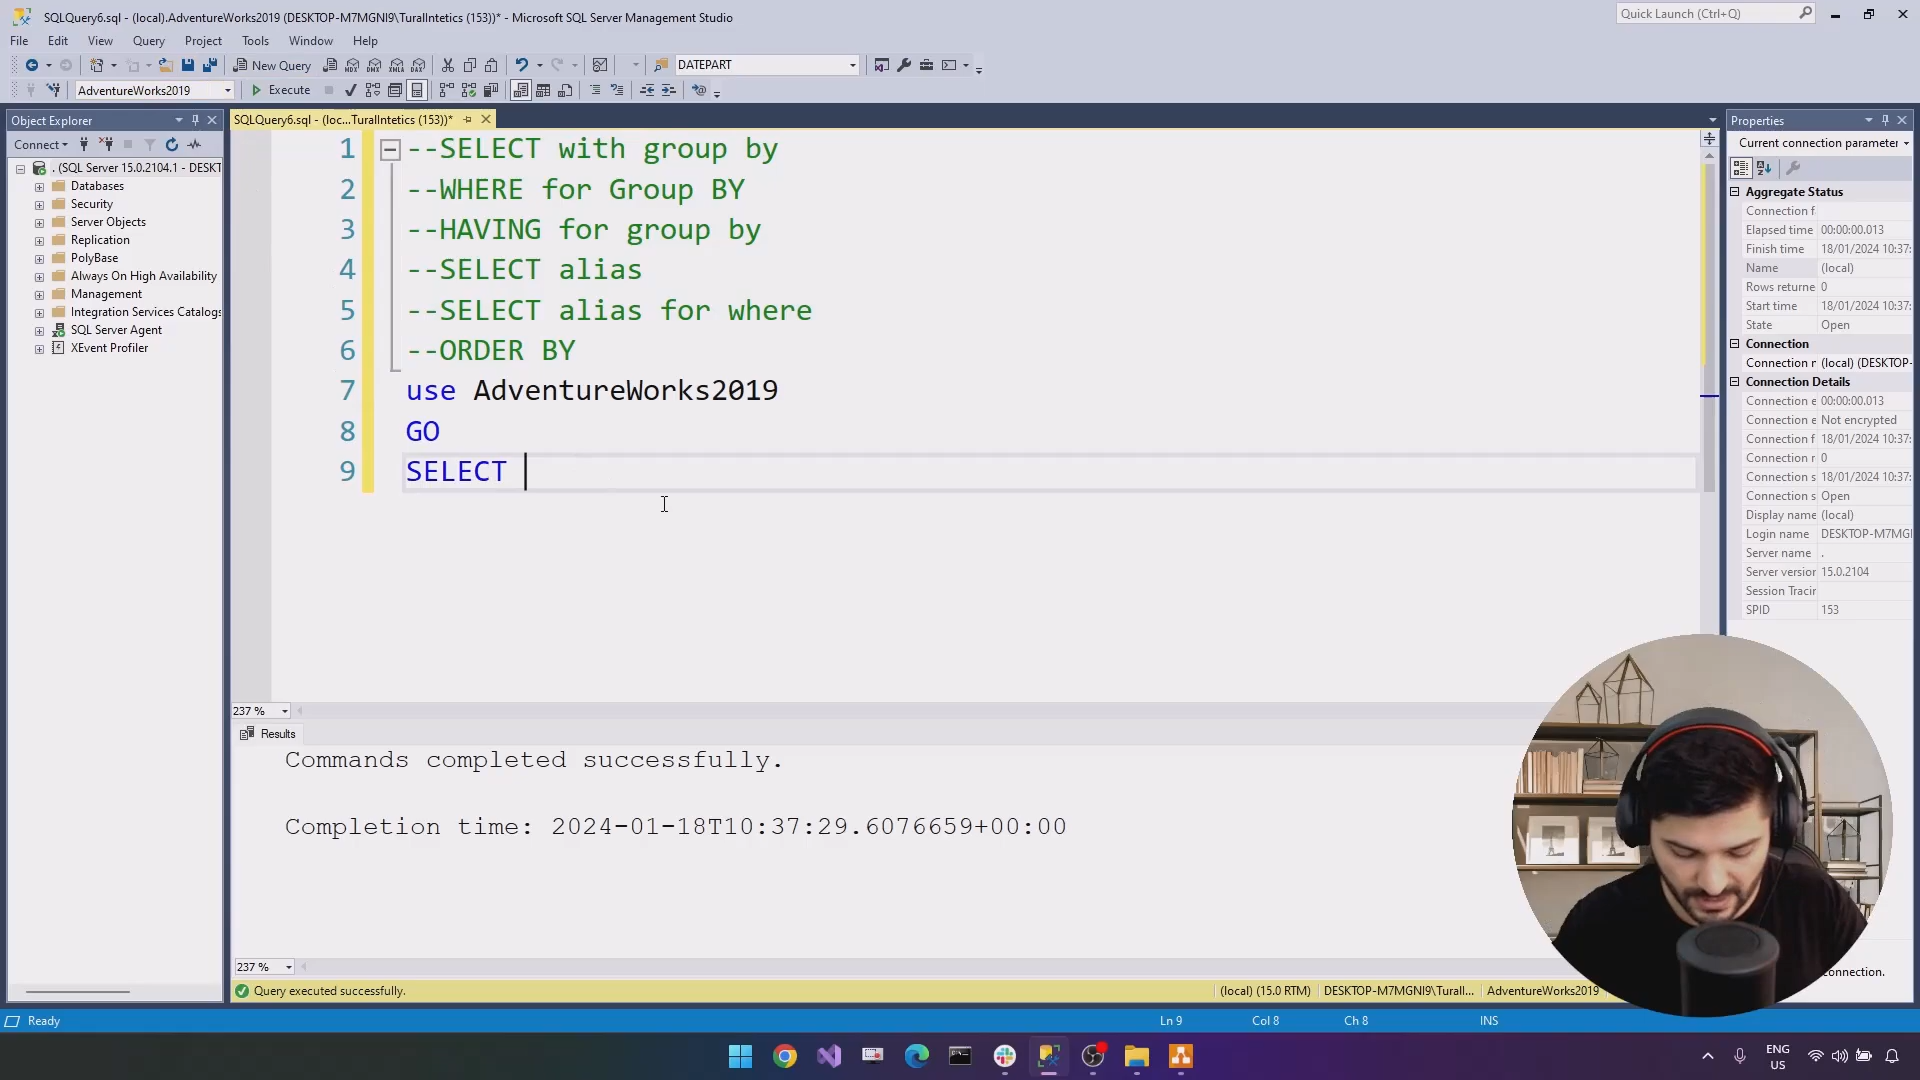 SQLQuery6.sql - (local).AdventureWorks2019 (DESKTOP-M7MGNI9\TuralIntetics (153))* - Microsoft SQL Server Management Studio
Quick Launch (Ctrl+Q)
File Edit View Query Project Tools Window Help
New Query
DATEPART
AdventureWorks2019
Execute
Object Explorer
SQLQuery6.sql - (loc...TuralIntetics (153))*
Properties
Connect
Current connection parameter
. (SQL Server 15.0.2104.1 - DESKT
Databases
Security
Server Objects
Replication
PolyBase
Always On High Availability
Management
Integration Services Catalogs
SQL Server Agent
XEvent Profiler
1 --SELECT with group by
2 --WHERE for Group BY
3 --HAVING for group by
4 --SELECT alias
5 --SELECT alias for where
6 --ORDER BY
7 use AdventureWorks2019
8 GO
9 SELECT
Aggregate Status
Connection f
Elapsed time 00:00:00.013
Finish time 18/01/2024 10:37:
Name (local)
Rows returne 0
Start time 18/01/2024 10:37:
State Open
Connection
Connection r (local) (DESKTOP-
Connection Details
Connection e 00:00:00.013
Connection e Not encrypted
Connection f 18/01/2024 10:37:
Connection r 0
Connection s 18/01/2024 10:37:
Connection s Open
Display name (local)
Login name DESKTOP-M7MGI
Server name .
Server version 15.0.2104
Session Tracin
SPID 153
237 %
Results
Commands completed successfully.
Completion time: 2024-01-18T10:37:29.6076659+00:00
237 %
connection.
Query executed successfully.
(local) (15.0 RTM) DESKTOP-M7MGNI9\TuralI... AdventureWorks2019
Ready
Ln 9 Col 8 Ch 8 INS
ENG
US